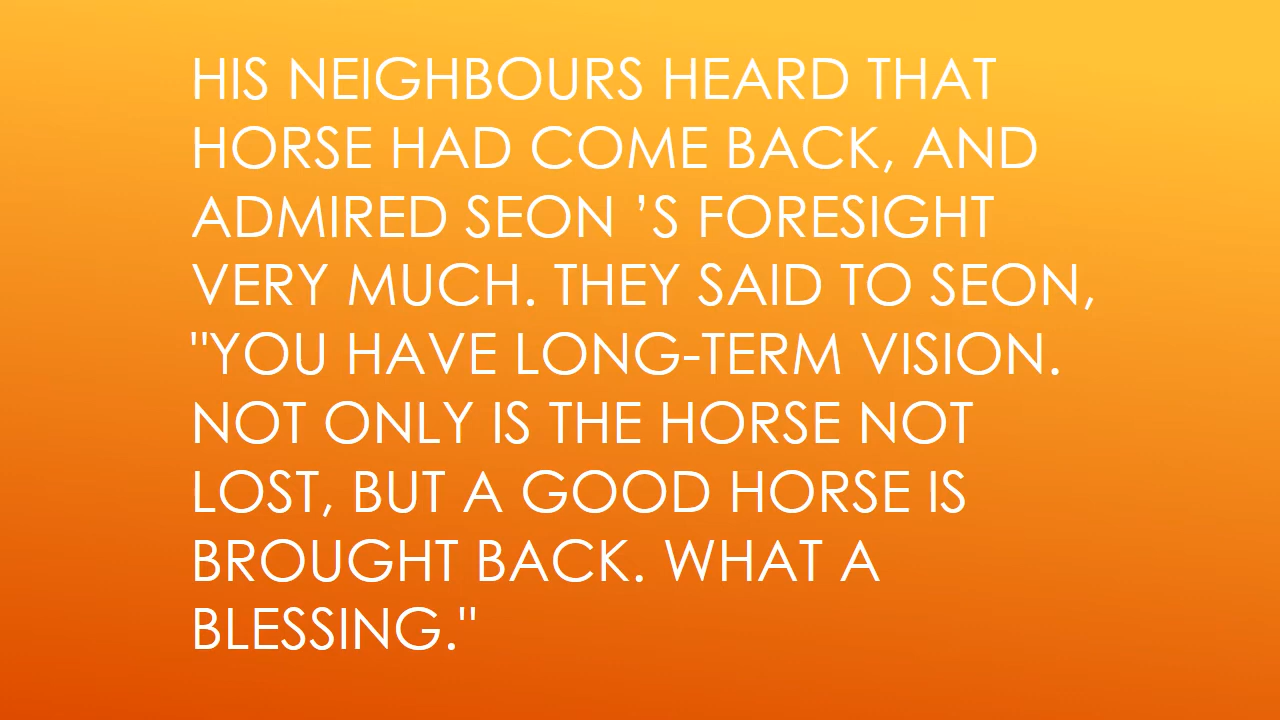 HIS NEIGHBOURS HEARD THAT
HORSE HAD COME BACK, AND
ADMIRED SEON ’S FORESIGHT
VERY MUCH. THEY SAID TO SEON,
"YOU HAVE LONG-TERM VISION.
NOT ONLY IS THE HORSE NOT
LOST, BUT A GOOD HORSE IS
BROUGHT BACK. WHAT A
BLESSING."